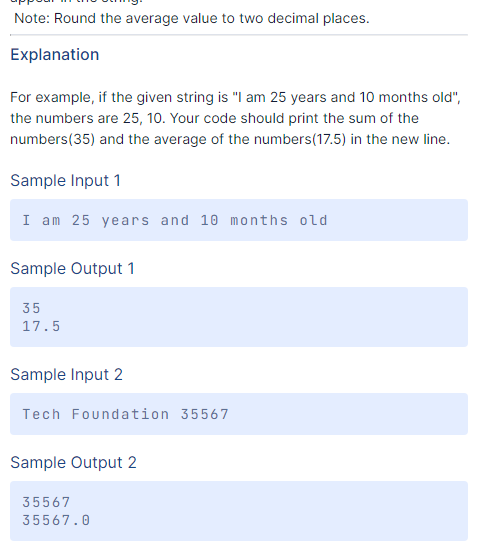 appear in the string.
Note: Round the average value to two decimal places.
Explanation
For example, if the given string is "I am 25 years and 10 months old",
the numbers are 25, 10. Your code should print the sum of the
numbers(35) and the average of the numbers(17.5) in the new line.
Sample Input 1
I am 25 years and 10 months old
Sample Output 1
35
17.5
Sample Input 2
Tech Foundation 35567
Sample Output 2
35567
35567.0